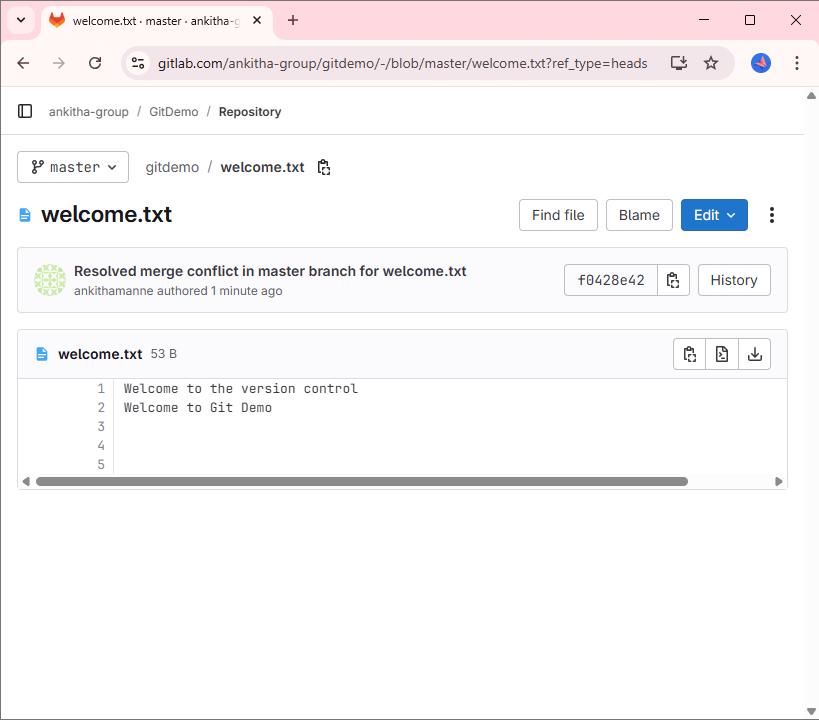 welcome.txt · master · ankitha-g
gitlab.com/ankitha-group/gitdemo/-/blob/master/welcome.txt?ref_type=heads
ankitha-group / GitDemo / Repository
master gitdemo / welcome.txt
welcome.txt Find file Blame Edit
Resolved merge conflict in master branch for welcome.txt
ankithamanne authored 1 minute ago
f0428e42 History
welcome.txt 53 B
1 Welcome to the version control
2 Welcome to Git Demo
3
4
5